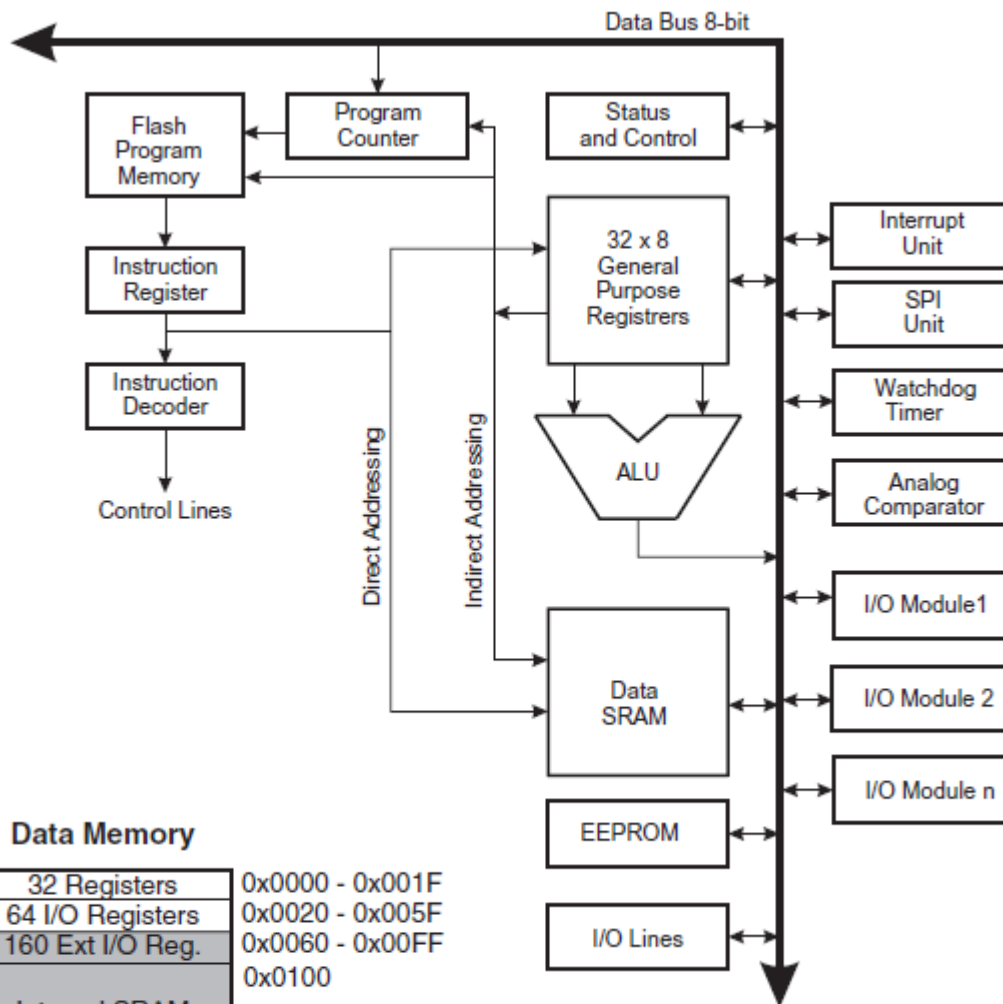 Data Bus 8-bit
Flash
Program
Memory
Program
Counter
Status
and Control
32 x 8
General
Purpose
Registrers
Interrupt
Unit
Instruction
Register
SPI
Unit
Instruction
Decoder
Watchdog
Timer
Control Lines
Direct Addressing
Indirect Addressing
ALU
Analog
Comparator
I/O Module1
Data
SRAM
I/O Module 2
I/O Module n
EEPROM
I/O Lines
Data Memory
32 Registers 0x0000 - 0x001F
64 I/O Registers 0x0020 - 0x005F
160 Ext I/O Reg. 0x0060 - 0x00FF
0x0100
Internal SRAM